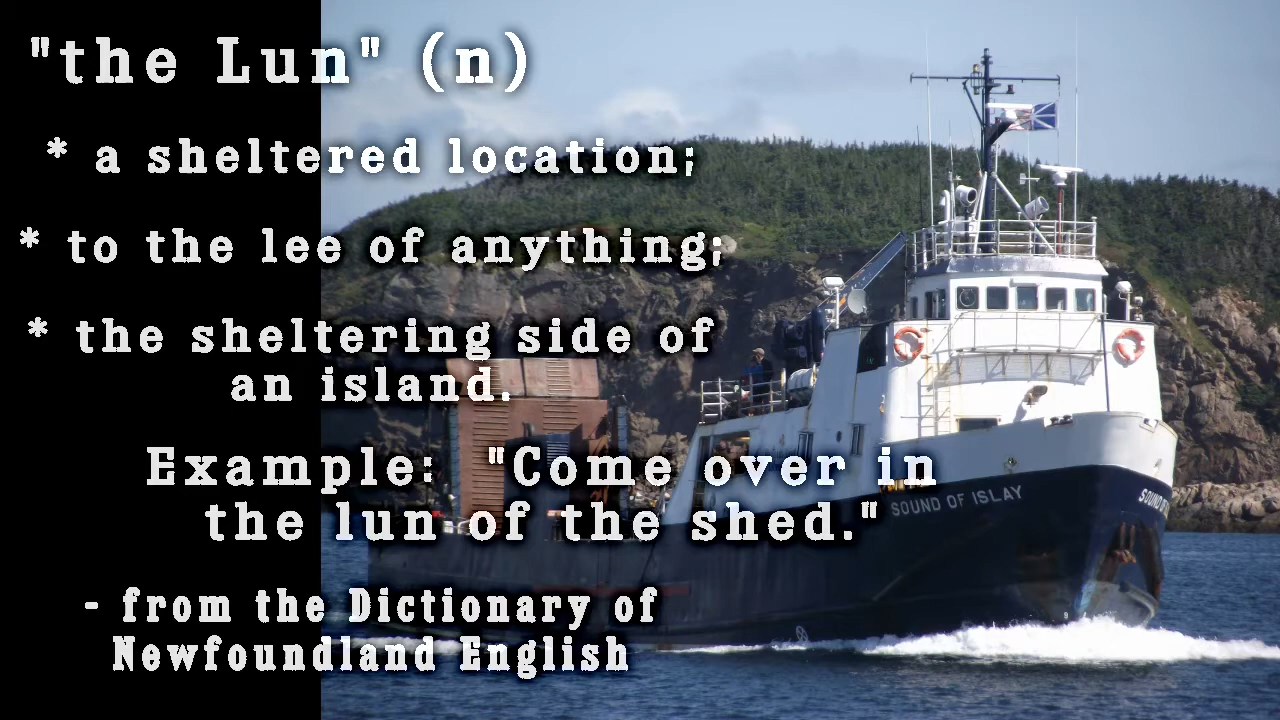 "the Lun" (n)
* a sheltered location;
* to the lee of anything;
* the sheltering side of
an island.
Example: "Come over in
the lun of the shed."
SOUND OF ISLAY
SOUND
- from the Dictionary of
Newfoundland English